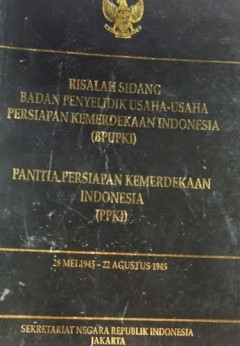 RISALAH SIDANG
BADAN PENYELIDIK USAHA-USAHA
PERSIAPAN KEMERDEKAAN INDONESIA
(BPUPKI)
PANITIA PERSIAPAN KEMERDEKAAN
INDONESIA
(PPKI)
28 MEI 1945 – 22 AGUSTUS 1945
SEKRETARIAT NEGARA REPUBLIK INDONESIA
JAKARTA